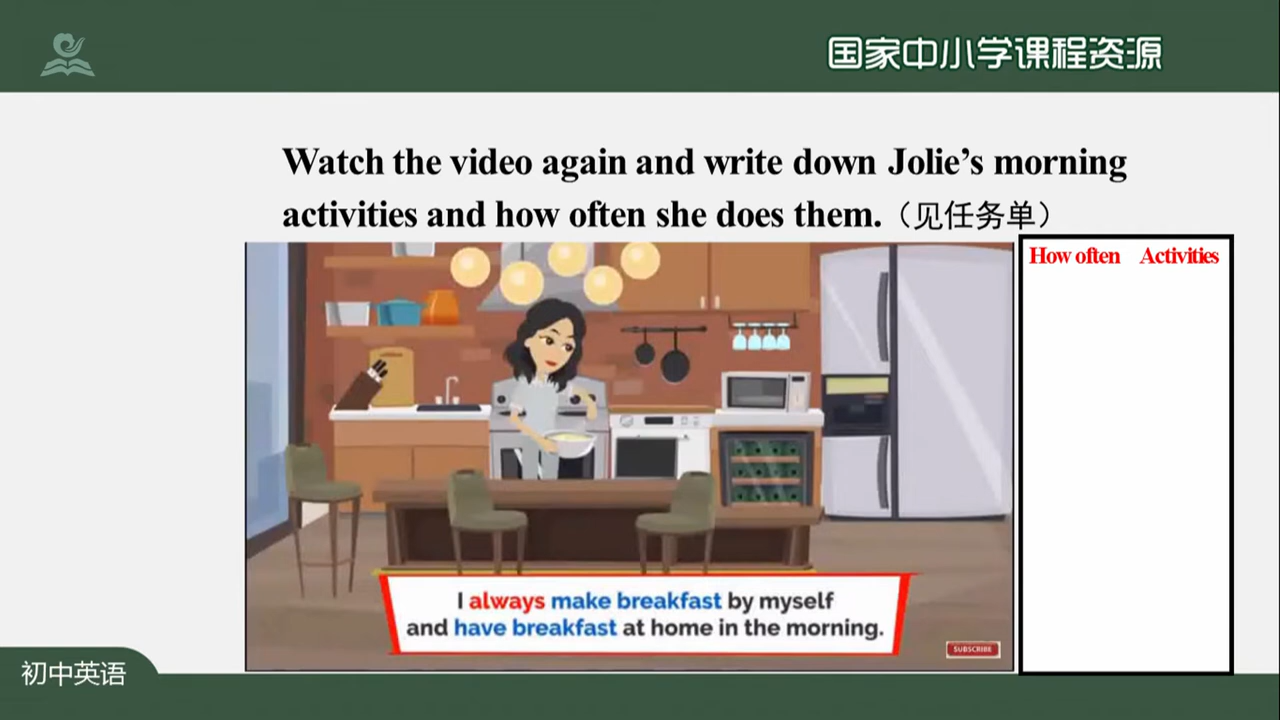 国家中小学课程资源
Watch the video again and write down Jolie’s morning
activities and how often she does them.（见任务单）
How often Activities
I always make breakfast by myself
and have breakfast at home in the morning.
SUBSCRIBE
初中英语